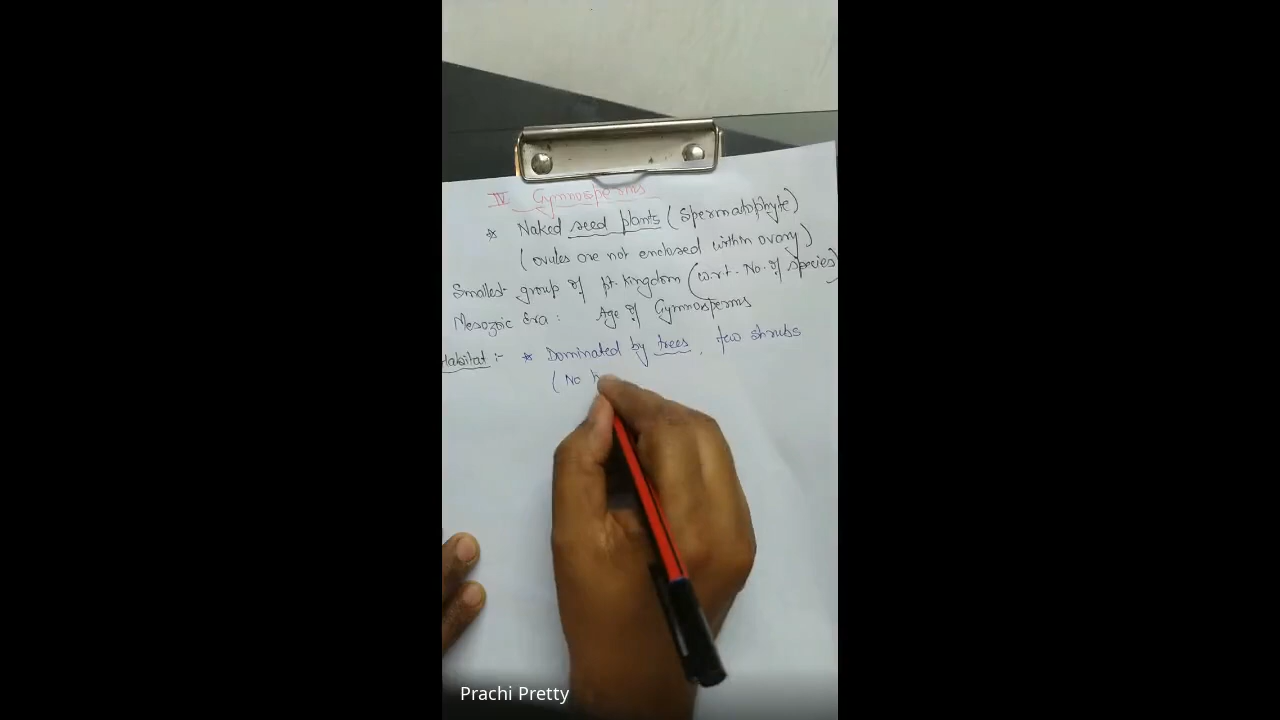 IV Gymnosperms
* Naked seed plants (Spermatophyte)
(ovules are not enclosed within ovary)
Smallest group of pt. kingdom (w.r.t. No. of species)
Mesozoic Era : Age of Gymnosperms
Habitat :- * Dominated by trees, few shrubs
(No
Prachi Pretty